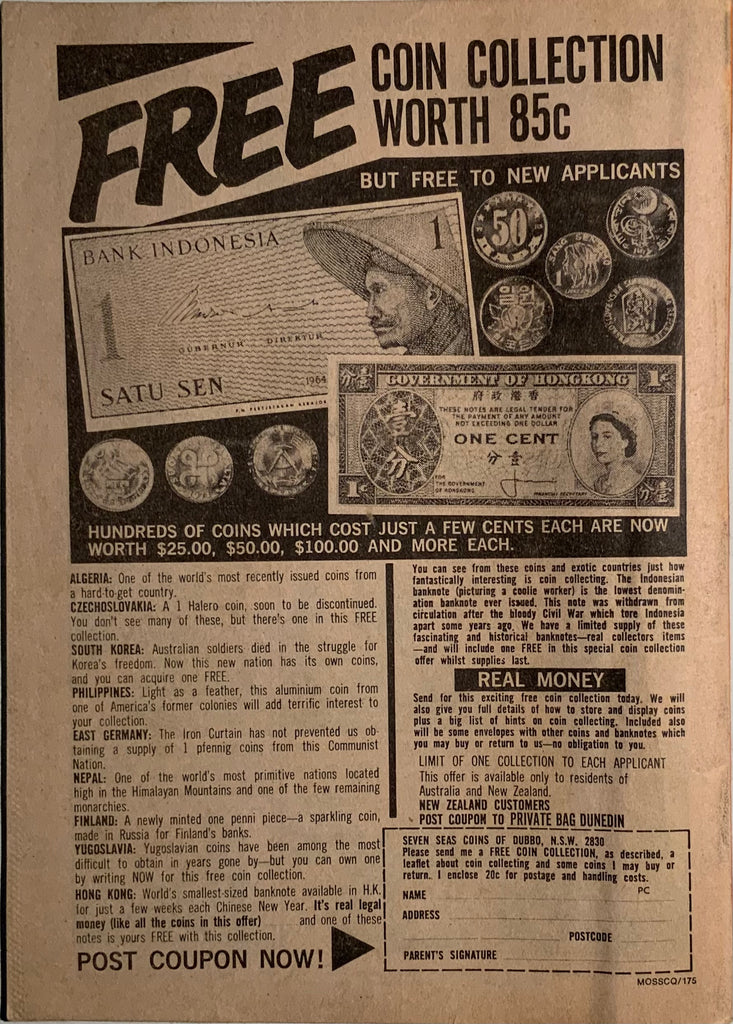 FREE
COIN COLLECTION
WORTH 85c
BUT FREE TO NEW APPLICANTS
BANK INDONESIA
1
1
GUBERNUR DIREKTUR
SATU SEN
1964
50
일원
GOVERNMENT OF HONGKONG
1c
府政港香
THESE NOTES ARE LEGAL TENDER FOR
THE PAYMENT OF ANY AMOUNT
NOT EXCEEDING ONE DOLLAR
ONE CENT
分壹
壹
分
FOR
THE GOVERNMENT
OF HONGKONG
FINANCIAL SECRETARY
1c
HUNDREDS OF COINS WHICH COST JUST A FEW CENTS EACH ARE NOW
WORTH $25.00, $50.00, $100.00 AND MORE EACH.
ALGERIA: One of the world's most recently issued coins from
a hard-to-get country.
CZECHOSLOVAKIA: A 1 Halero coin, soon to be discontinued.
You don't see many of these, but there's one in this FREE
collection.
SOUTH KOREA: Australian soldiers died in the struggle for
Korea's freedom. Now this new nation has its own coins,
and you can acquire one FREE.
PHILIPPINES: Light as a feather, this aluminium coin from
one of America's former colonies will add terrific interest to
your collection.
EAST GERMANY: The Iron Curtain has not prevented us ob-
taining a supply of 1 pfennig coins from this Communist
Nation.
NEPAL: One of the world's most primitive nations located
high in the Himalayan Mountains and one of the few remaining
monarchies.
FINLAND: A newly minted one penni piece—a sparkling coin,
made in Russia for Finland's banks.
YUGOSLAVIA: Yugoslavian coins have been among the most
difficult to obtain in years gone by—but you can own one
by writing NOW for this free coin collection.
HONG KONG: World's smallest-sized banknote available in H.K.
for just a few weeks each Chinese New Year. It's real legal
money (like all the coins in this offer) and one of these
notes is yours FREE with this collection.
POST COUPON NOW!
You can see from these coins and exotic countries just how
fantastically interesting is coin collecting. The Indonesian
banknote (picturing a coolie worker) is the lowest denomin-
ation banknote ever issued. This note was withdrawn from
circulation after the bloody Civil War which tore Indonesia
apart some years ago. We have a limited supply of these
fascinating and historical banknotes—real collectors items
—and will include one FREE in this special coin collection
offer whilst supplies last.
REAL MONEY
Send for this exciting free coin collection today. We will
also give you full details of how to store and display coins
plus a big list of hints on coin collecting. Included also
will be some envelopes with other coins and banknotes which
you may buy or return to us—no obligation to you.
LIMIT OF ONE COLLECTION TO EACH APPLICANT
This offer is available only to residents of
Australia and New Zealand.
NEW ZEALAND CUSTOMERS
POST COUPON TO PRIVATE BAG DUNEDIN
SEVEN SEAS COINS OF DUBBO, N.S.W. 2830
Please send me a FREE COIN COLLECTION, as described, a
leaflet about coin collecting and some coins I may buy or
return. I enclose 20c for postage and handling costs.
PC
NAME
ADDRESS
POSTCODE
PARENT'S SIGNATURE
MOSSCQ/175